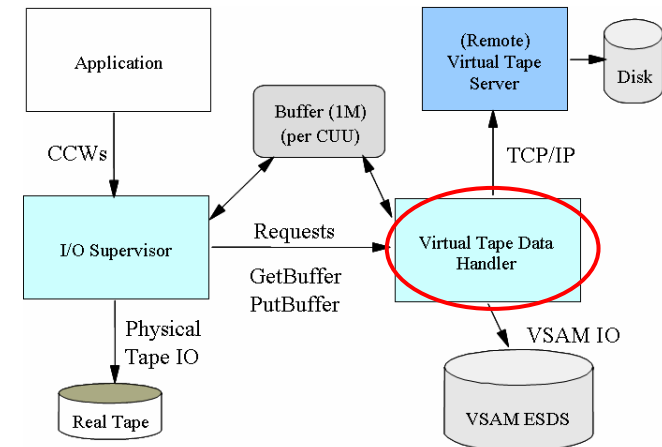 Application
(Remote)
Virtual Tape
Server
Disk
Buffer (1M)
(per CUU)
CCWs
TCP/IP
I/O Supervisor
Requests
GetBuffer
PutBuffer
Virtual Tape Data
Handler
Physical
Tape IO
VSAM IO
Real Tape
VSAM ESDS